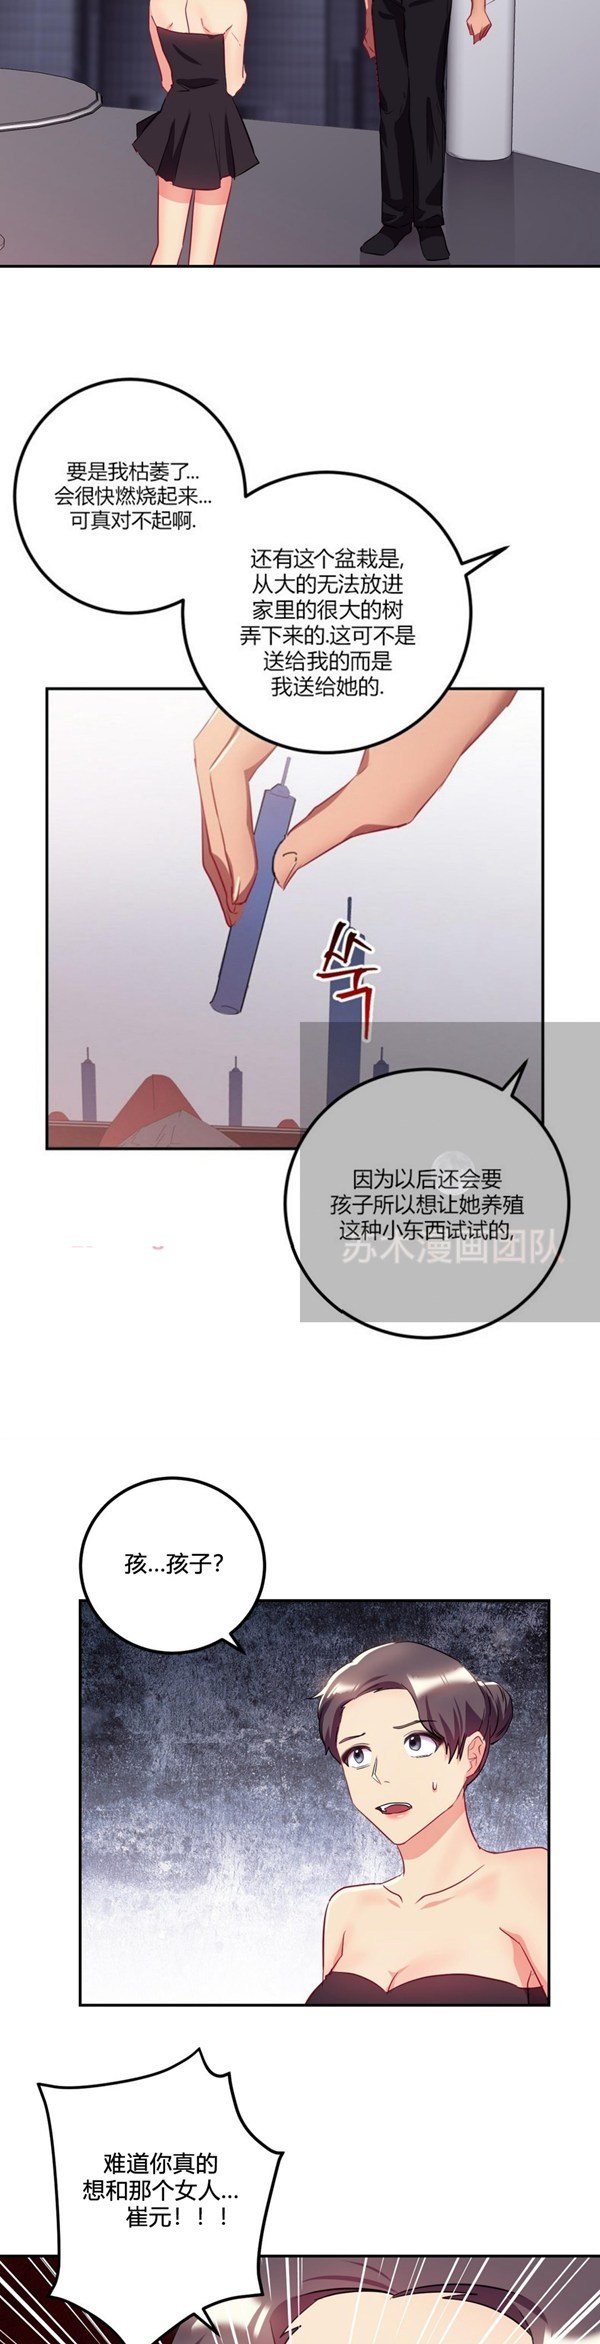 要是我枯萎了...
会很快燃烧起来...
可真对不起啊.
还有这个盆栽是,
从大的无法放进
家里的很大的树
弄下来的.这可不是
送给我的而是
我送给她的.
쓱
因为以后还会要
孩子所以想让她养殖
这种小东西试试的,
苏木漫画团队
孩...孩子?
难道你真的
想和那个女人...
崔元！！！